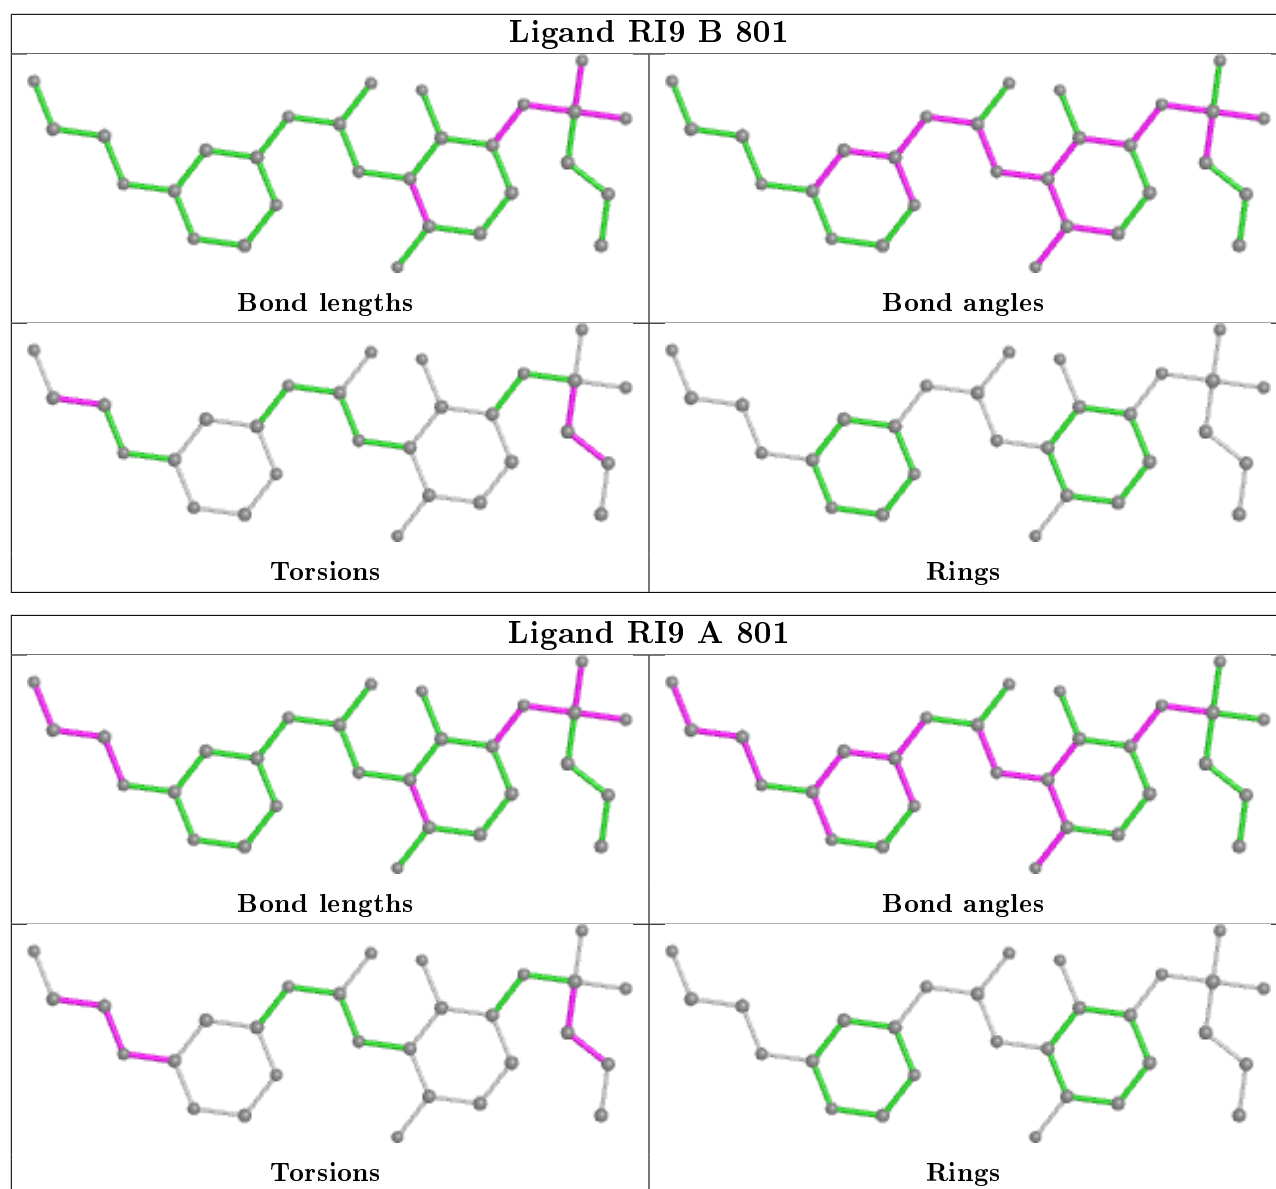 Ligand RI9 B 801
Bond lengths
Bond angles
Torsions
Rings
Ligand RI9 A 801
Bond lengths
Bond angles
Torsions
Rings